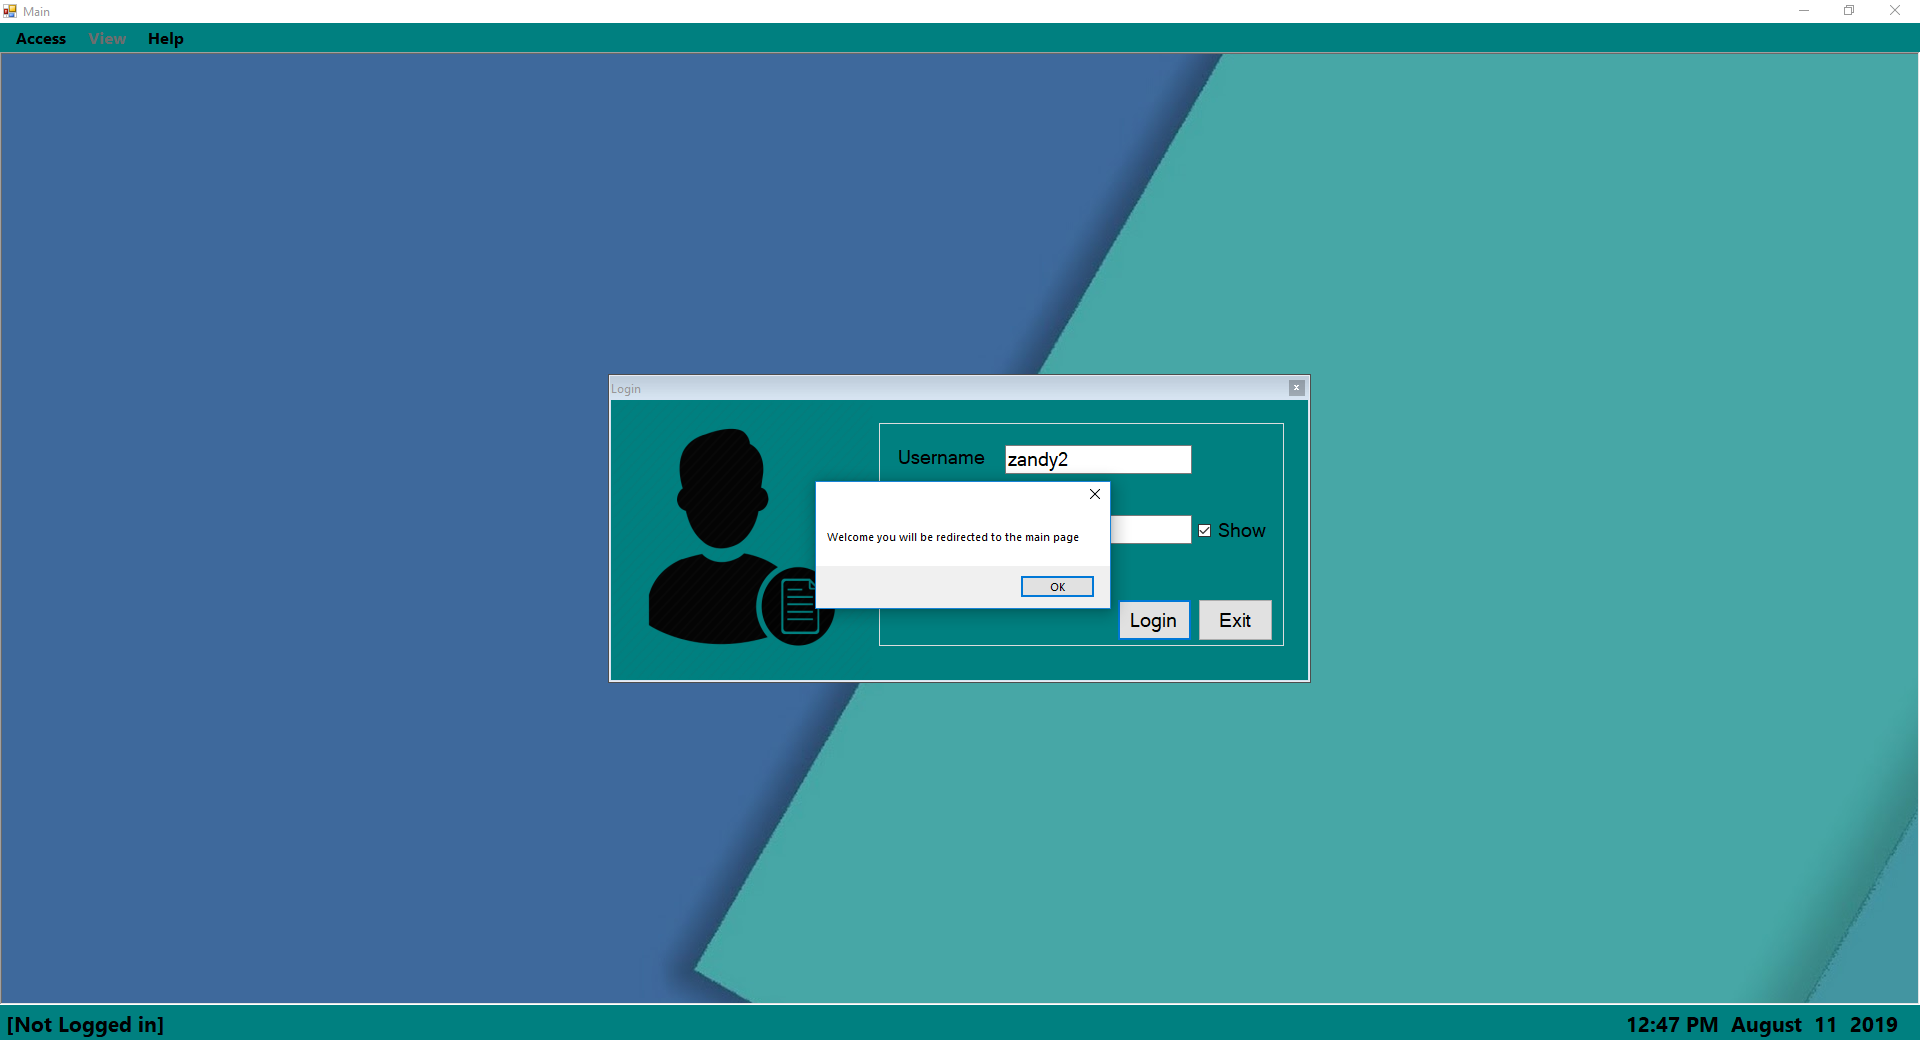 Main
Access View Help
Login
x
Username zandy2
Show
Welcome you will be redirected to the main page
OK
Login Exit
[Not Logged in] 12:47 PM August 11 2019